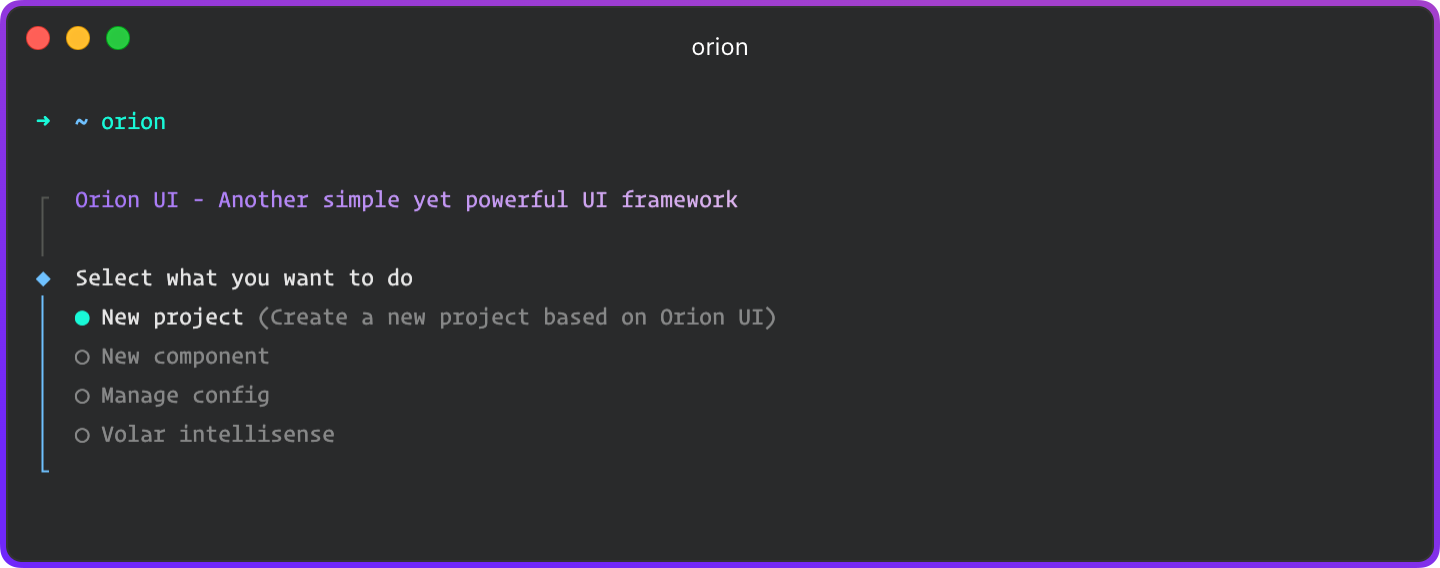 orion
➜ ~ orion
Orion UI - Another simple yet powerful UI framework
Select what you want to do
New project (Create a new project based on Orion UI)
New component
Manage config
Volar intellisense